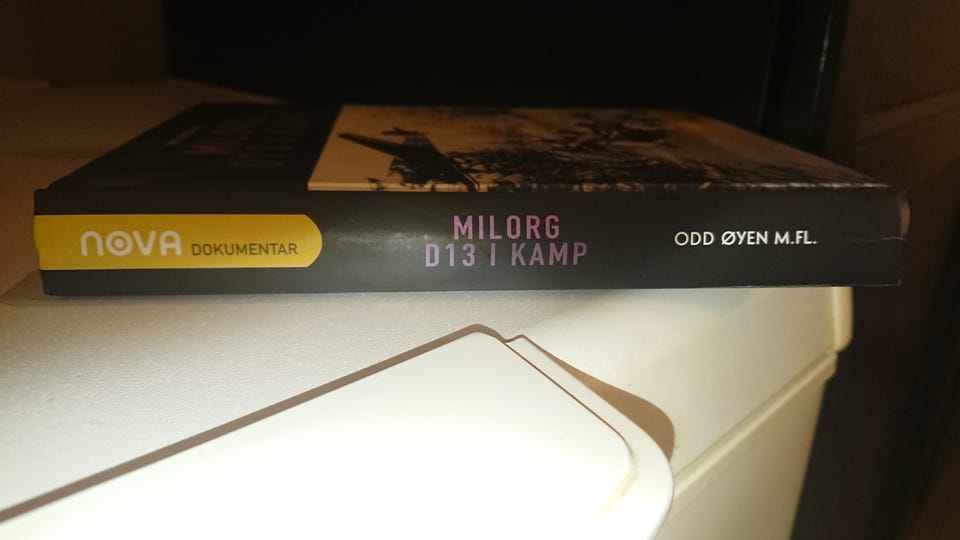 NOVA DOKUMENTAR
MILORG
D13 I KAMP
ODD ØYEN M.FL.